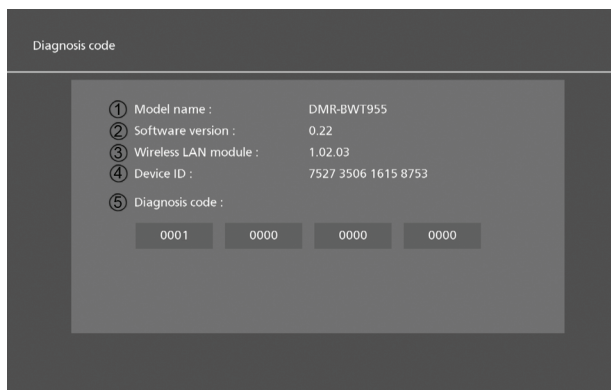 Diagnosis code
① Model name : DMR-BWT955
② Software version : 0.22
③ Wireless LAN module : 1.02.03
④ Device ID : 7527 3506 1615 8753
⑤ Diagnosis code :
0001 0000 0000 0000